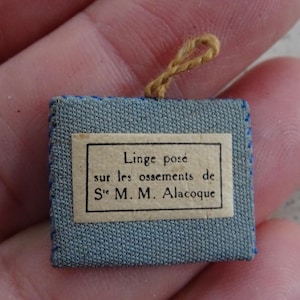 Linge posé
sur les ossements de
Ste M. M. Alacoque